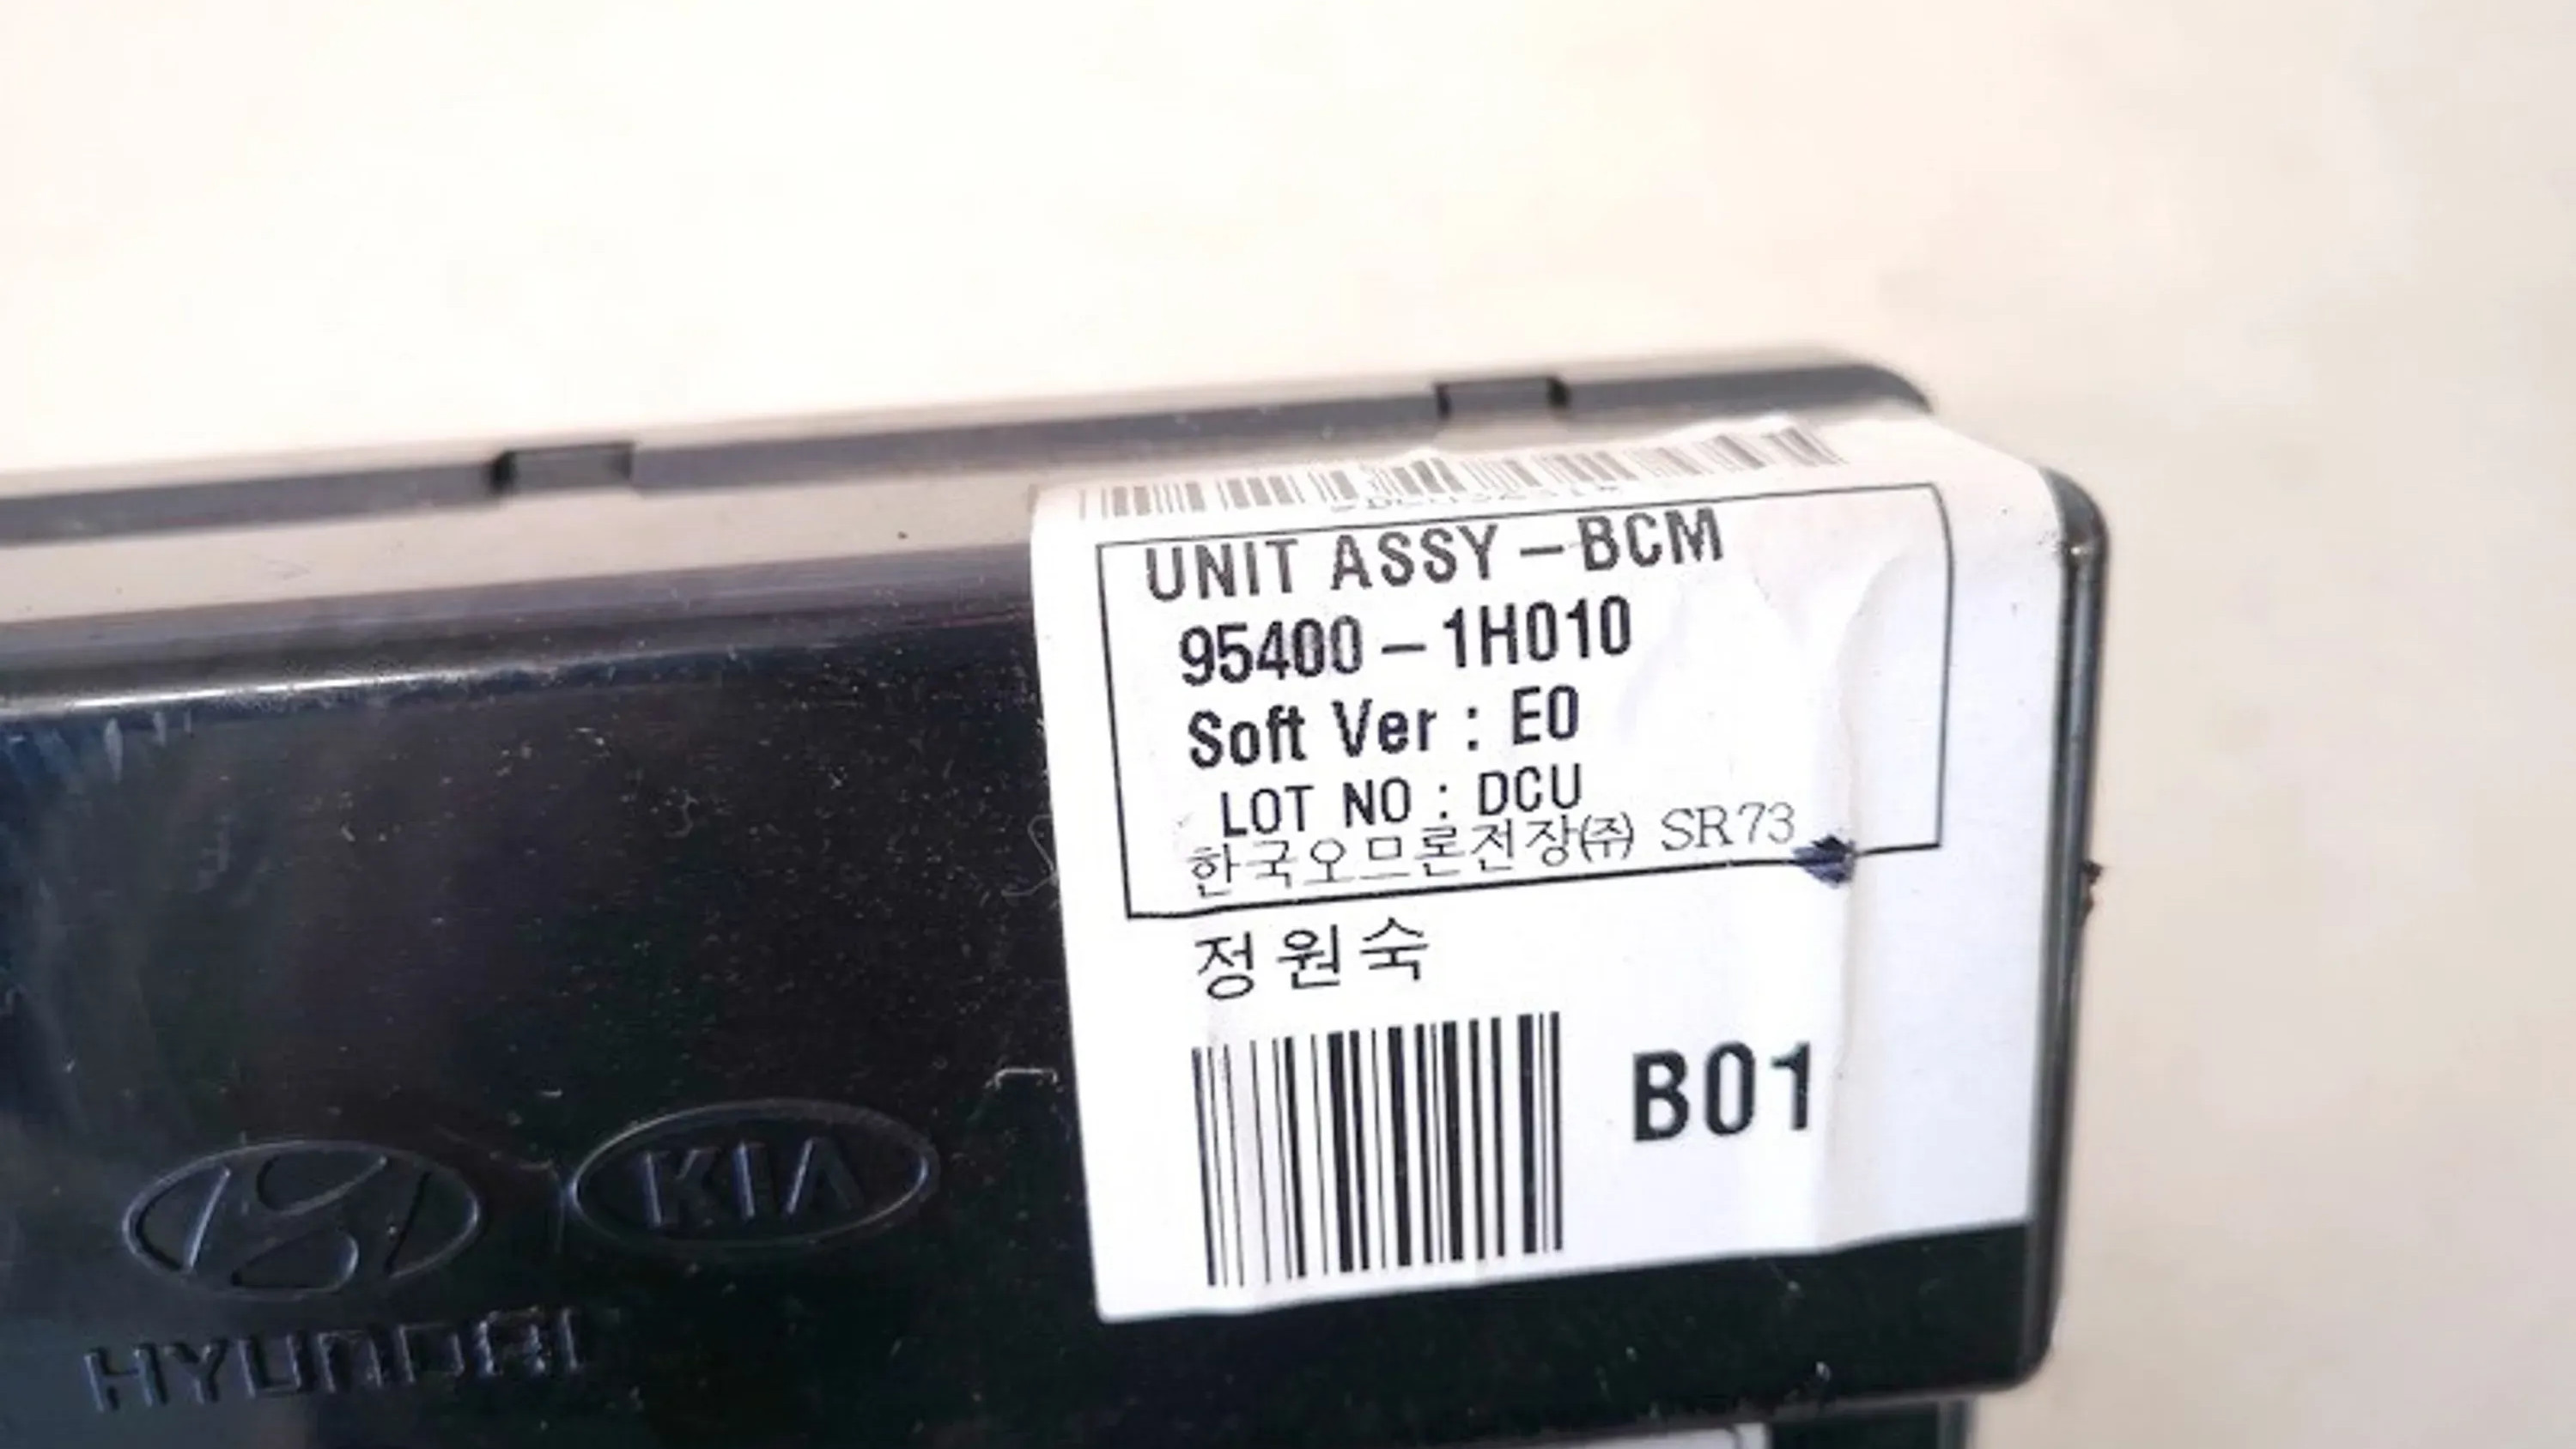 UNIT ASSY-BCM
95400-1H010
Soft Ver : E0
LOT NO : DCU
한국오므론전장㈜ SR73
정원숙
B01
KIA
HYUNDAI